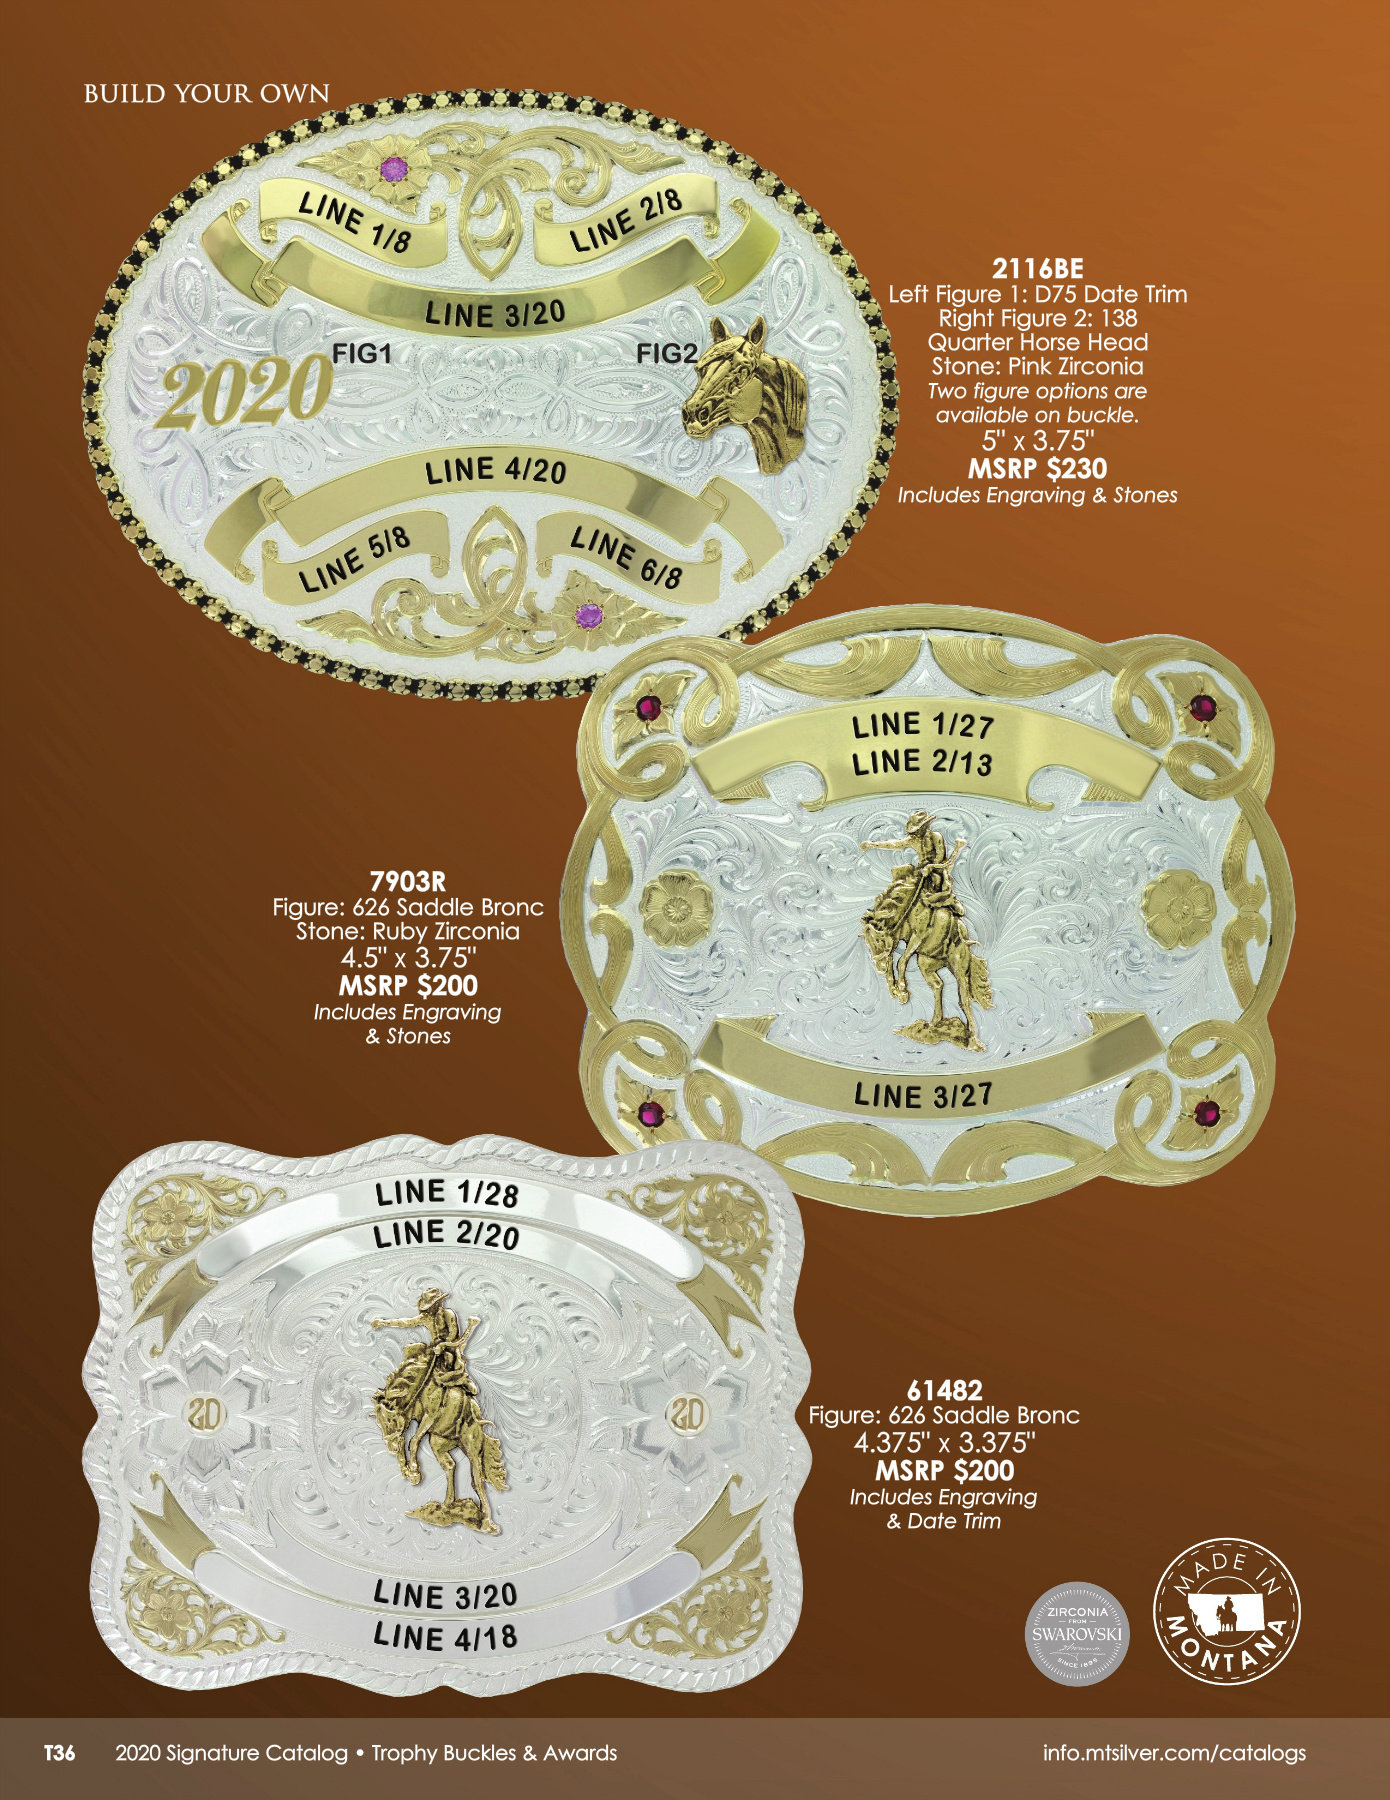 BUILD YOUR OWN
LINE 1/8
LINE 2/8
LINE 3/20
FIG1
FIG2
2020
LINE 4/20
LINE 5/8
LINE 6/8
2116BE
Left Figure 1: D75 Date Trim
Right Figure 2: 138
Quarter Horse Head
Stone: Pink Zirconia
Two figure options are
available on buckle.
5" x 3.75"
MSRP $230
Includes Engraving & Stones
LINE 1/27
LINE 2/13
LINE 3/27
7903R
Figure: 626 Saddle Bronc
Stone: Ruby Zirconia
4.5" x 3.75"
MSRP $200
Includes Engraving
& Stones
LINE 1/28
LINE 2/20
20
20
LINE 3/20
LINE 4/18
61482
Figure: 626 Saddle Bronc
4.375" x 3.375"
MSRP $200
Includes Engraving
& Date Trim
ZIRCONIA
FROM
SWAROVSKI
SINCE 1895
MADE IN
MONTANA
T36 2020 Signature Catalog • Trophy Buckles & Awards
info.mtsilver.com/catalogs